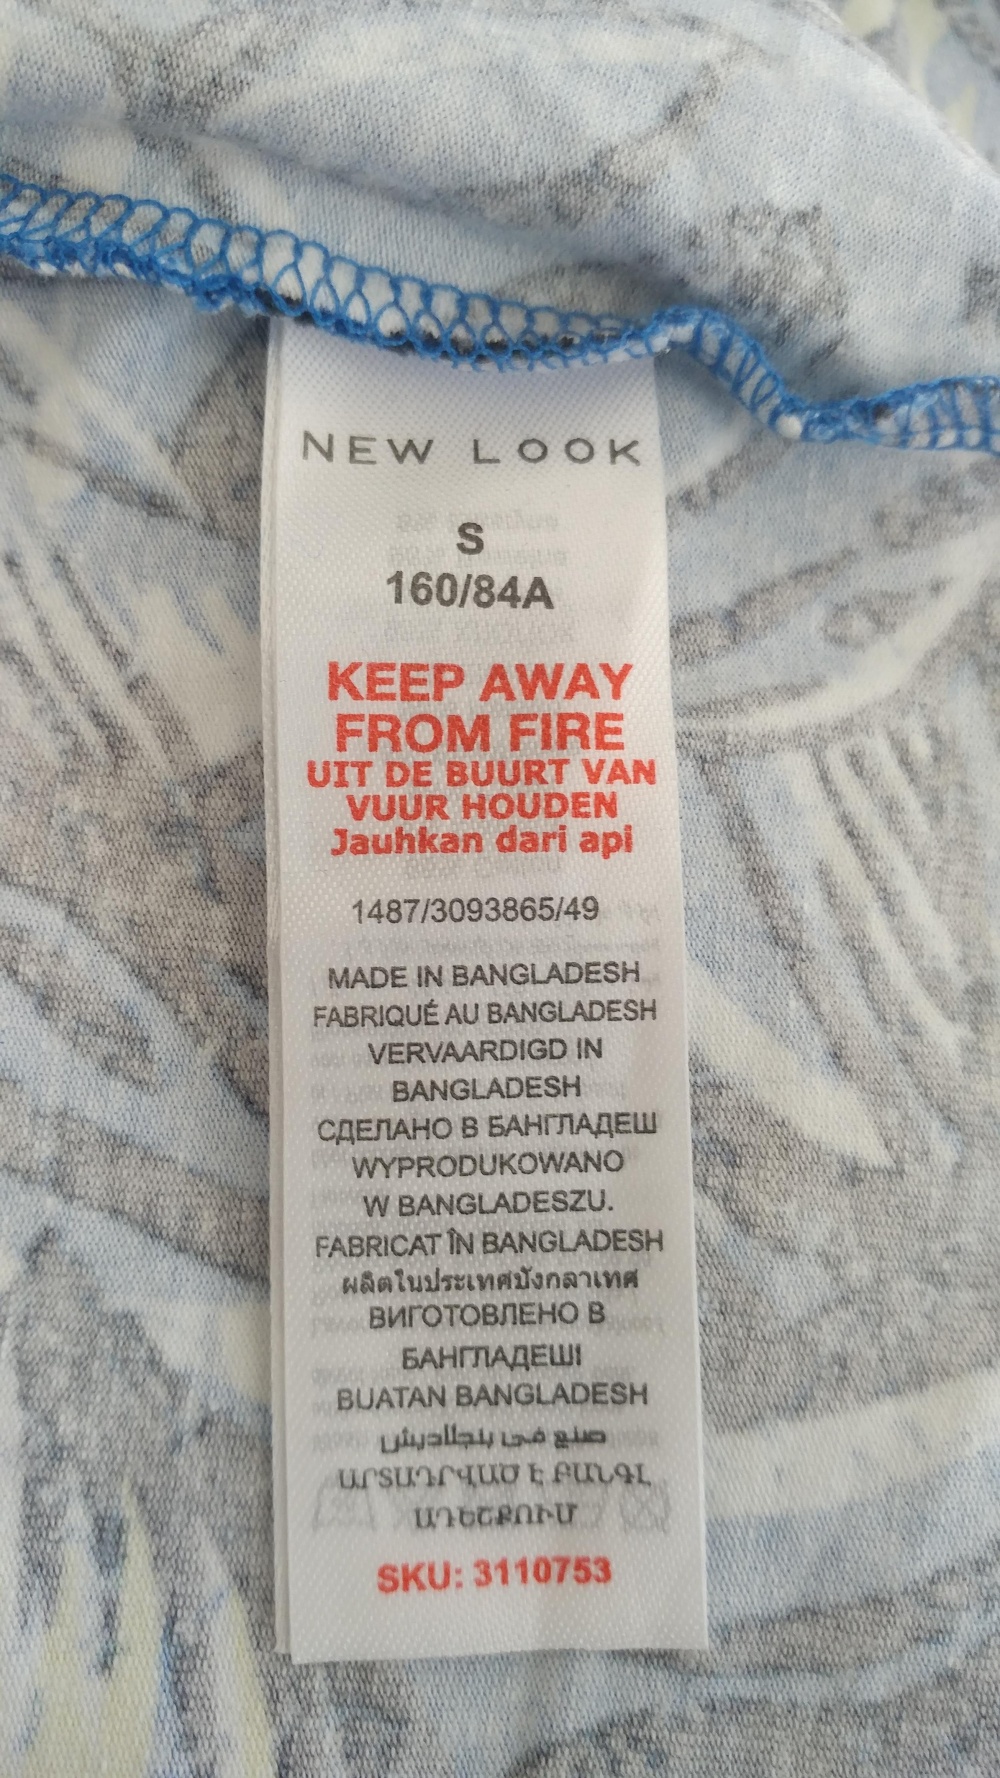 NEW LOOK
S
160/84A
KEEP AWAY
FROM FIRE
UIT DE BUURT VAN
VUUR HOUDEN
Jauhkan dari api
1487/3093865/49
MADE IN BANGLADESH
FABRIQUÉ AU BANGLADESH
VERVAARDIGD IN
BANGLADESH
СДЕЛАНО В БАНГЛАДЕШ
WYPRODUKOWANO
W BANGLADESZU.
FABRICAT ÎN BANGLADESH
ผลิตในประเทศบังกลาเทศ
ВИГОТОВЛЕНО В
БАНГЛАДЕШІ
BUATAN BANGLADESH
صنع في بنجلاديش
ԱՐՏԱԴՐՎԱԾ Է ԲԱՆԳԼ
ԱԴԵՇՔՈՒՄ
SKU: 3110753